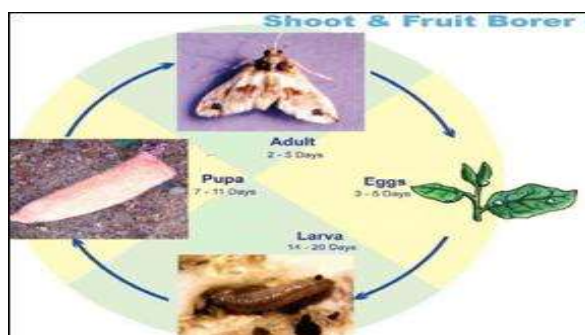 Shoot & Fruit Borer
Adult
2 - 5 Days
Eggs
3 - 5 Days
Larva
14 - 20 Days
Pupa
7 - 11 Days